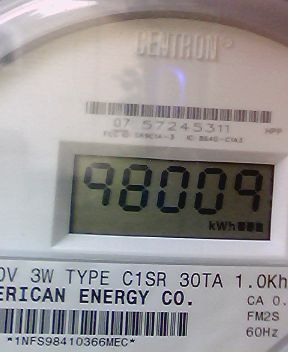 CENTRON
07 57245311 HPP
98009
kWh
0V 3W TYPE C1SR 30TA 1.0Kh
ERICAN ENERGY CO.
CA 0.
FM2S
*1NFS98410366MEC*
60Hz